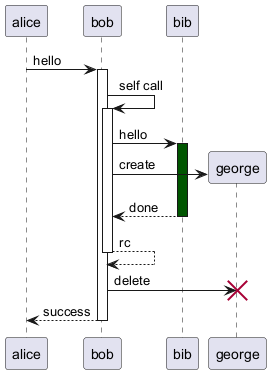 alice bob bib
hello
self call
hello
create
george
done
rc
delete
success
alice bob bib george